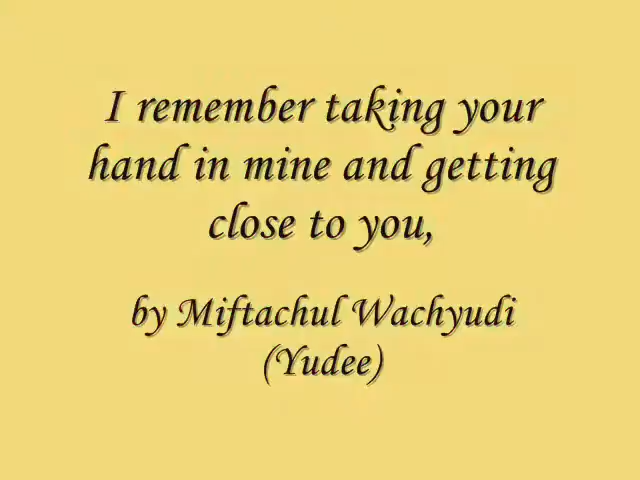 I remember taking your
hand in mine and getting
close to you,
by Miftachul Wachyudi
(Yudee)